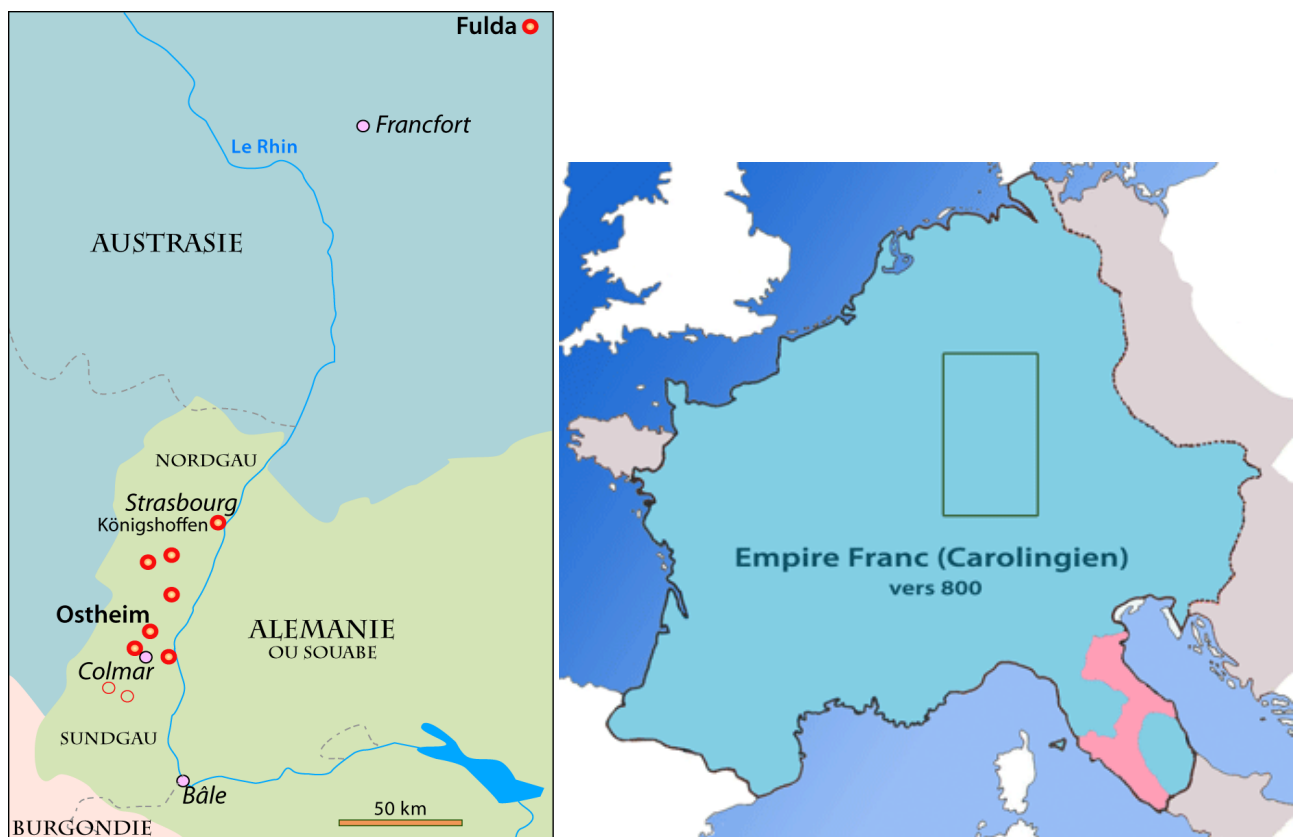 Fulda
Francfort
Le Rhin
AUSTRASIE
NORDGAU
Strasbourg
Königshoffen
Ostheim
ALEMANIE
OU SOUABE
Colmar
SUNDGAU
Bâle
50 km
BURGONDIE
Empire Franc (Carolingien)
vers 800